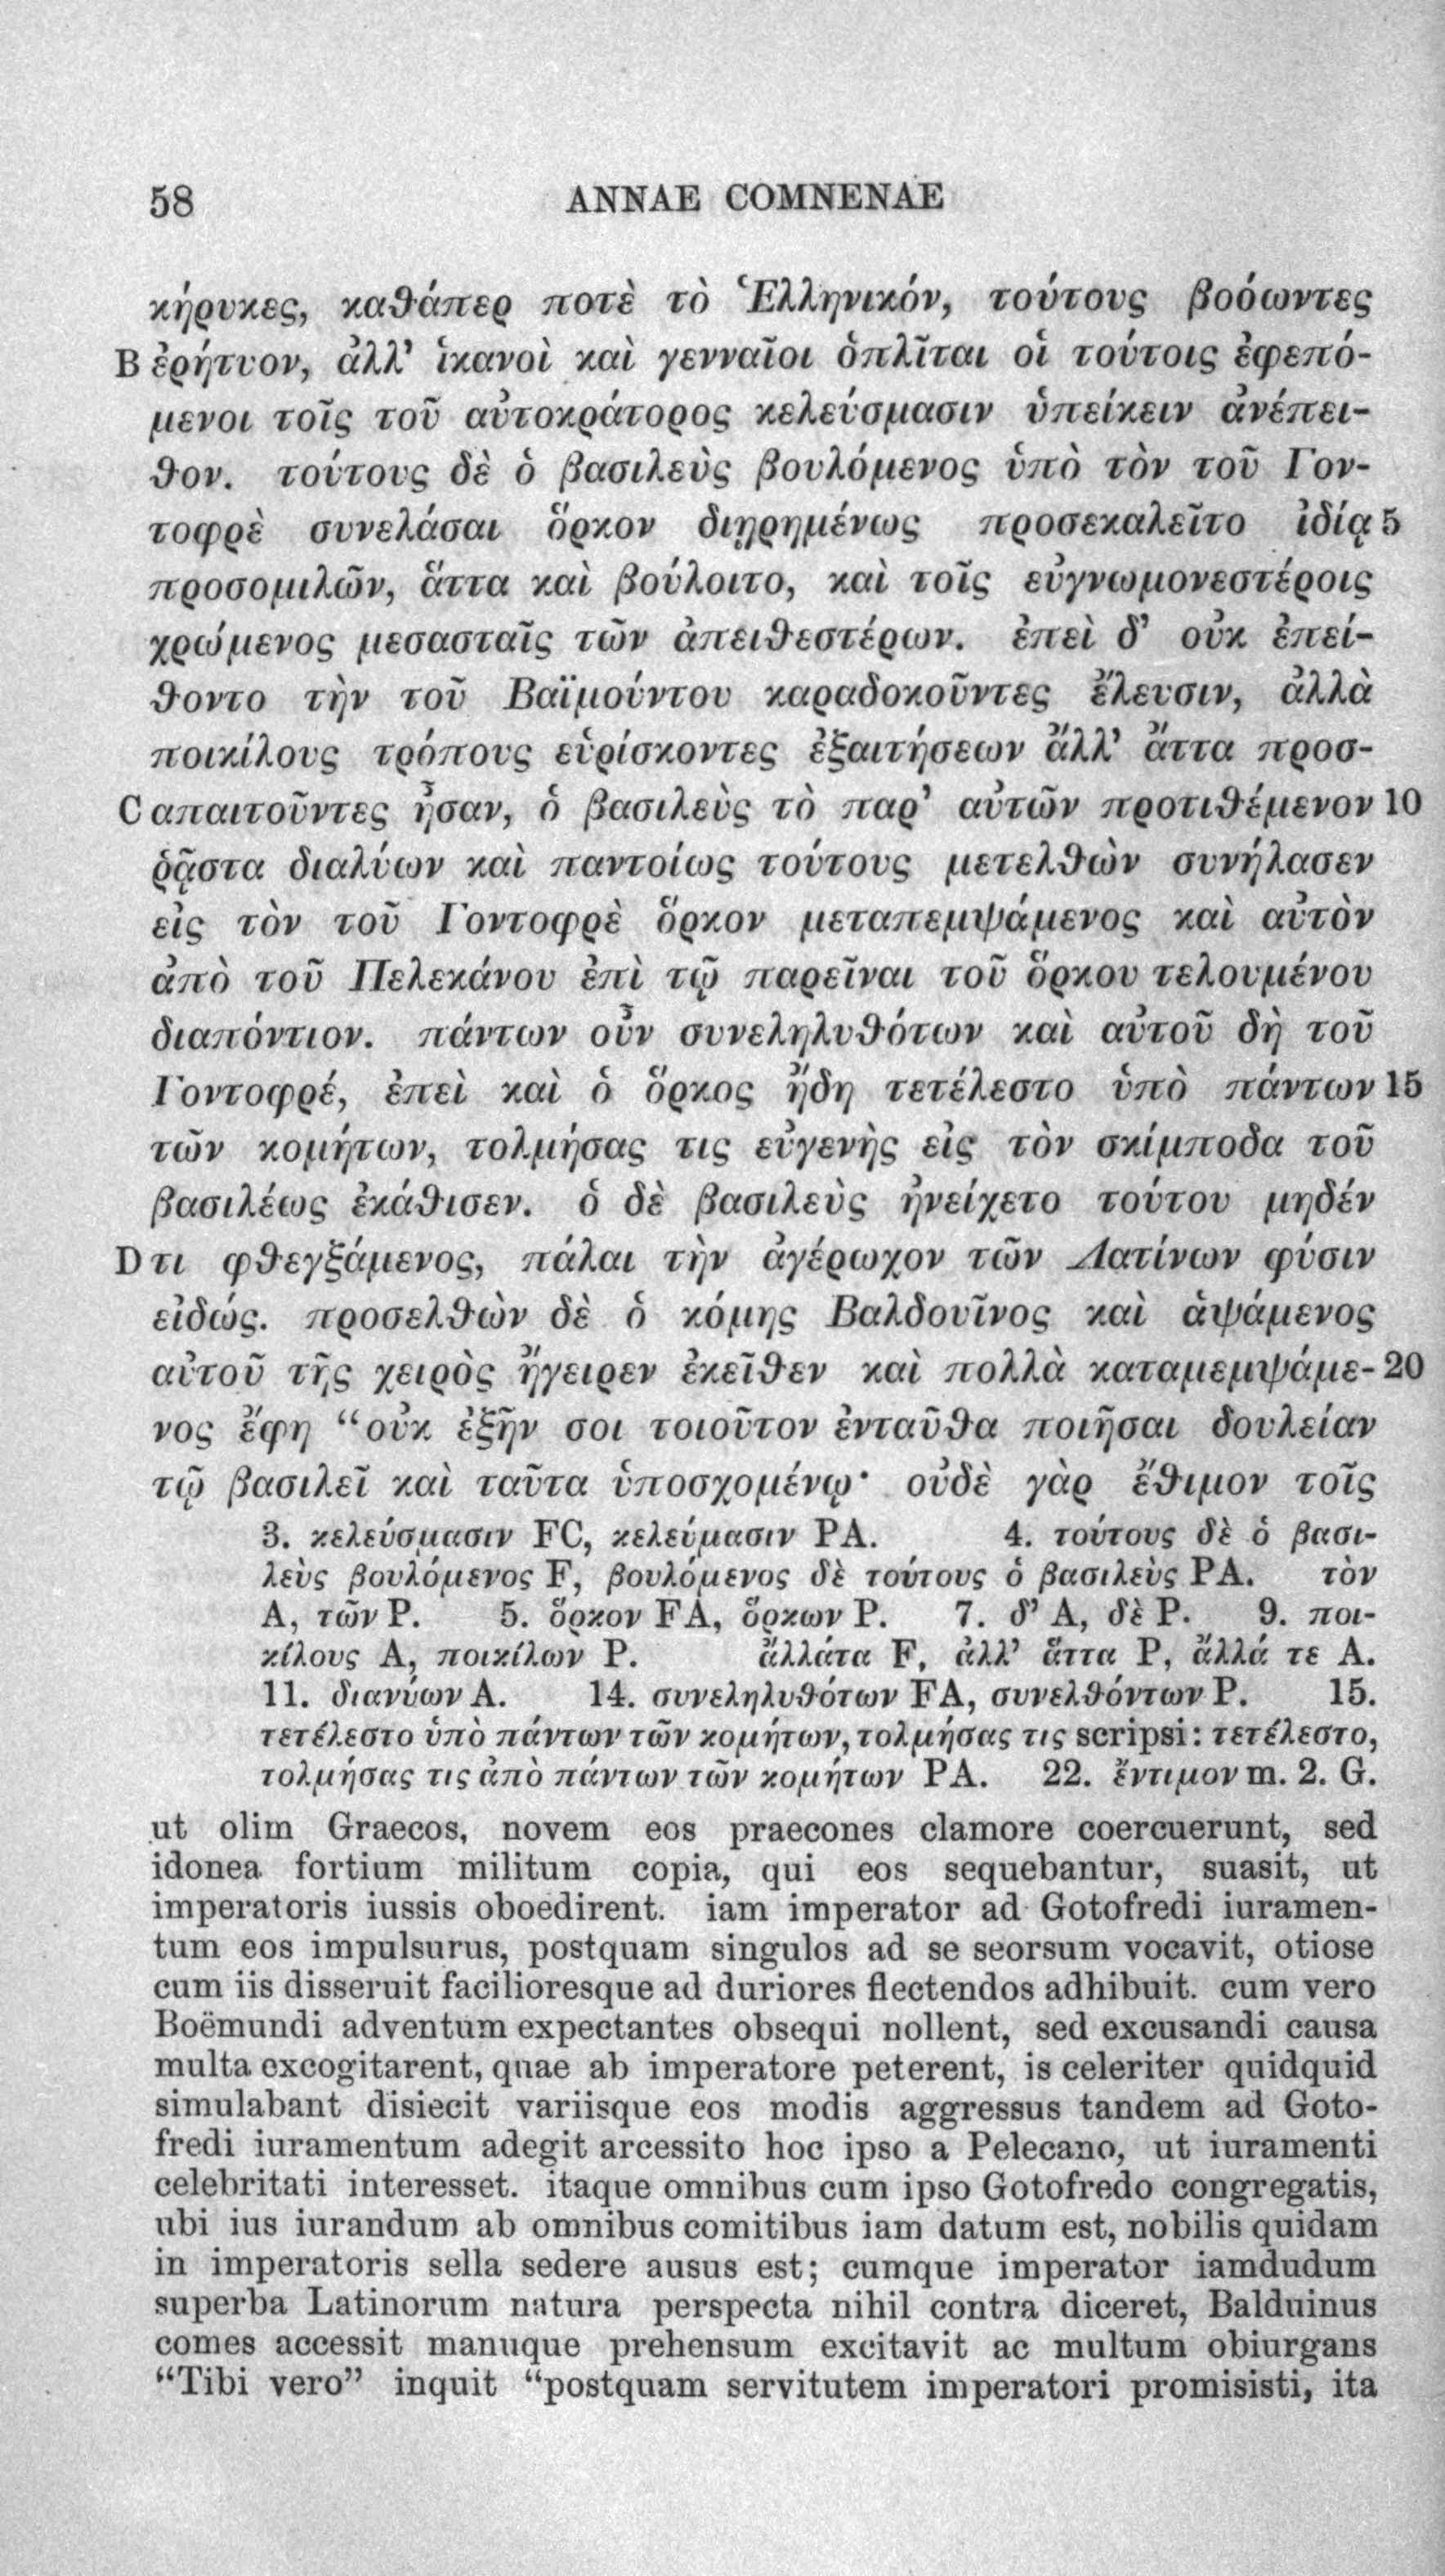 58 ANNAE COMNENAE
κήρυκες, καθάπερ ποτὲ τὸ Ἑλληνικόν, τούτους βοόωντες
B ἐρήτυον, ἀλλ' ἱκανοὶ καὶ γενναῖοι ὁπλῖται οἱ τούτοις ἐφεπό-
μενοι τοῖς τοῦ αὐτοκράτορος κελεύσμασιν ὑπείκειν ἀνέπει-
θον. τούτους δὲ ὁ βασιλεὺς βουλόμενος ὑπὸ τὸν τοῦ Γον-
τοφρὲ συνελάσαι ὅρκον διῃρημένως προσεκαλεῖτο ἰδίᾳ 5
προσομιλῶν, ἅττα καὶ βούλοιτο, καὶ τοῖς εὐγνωμονεστέροις
χρώμενος μεσασταῖς τῶν ἀπειθεστέρων. ἐπεὶ δ' οὐκ ἐπεί-
θοντο τὴν τοῦ Βαϊμούντου καραδοκοῦντες ἔλευσιν, ἀλλὰ
ποικίλους τρόπους εὑρίσκοντες ἐξαιτήσεων ἄλλ' ἄττα προσ-
C απαιτοῦντες ἦσαν, ὁ βασιλεὺς τὸ παρ' αὐτῶν προτιθέμενον 10
ῥᾷστα διαλύων καὶ παντοίως τούτους μετελθὼν συνήλασεν
εἰς τὸν τοῦ Γοντοφρὲ ὅρκον μεταπεμψάμενος καὶ αὐτὸν
ἀπὸ τοῦ Πελεκάνου ἐπὶ τῷ παρεῖναι τοῦ ὅρκου τελουμένου
διαπόντιον. πάντων οὖν συνεληλυθότων καὶ αὐτοῦ δὴ τοῦ
Γοντοφρέ, ἐπεὶ καὶ ὁ ὅρκος ἤδη τετέλεστο ὑπὸ πάντων 15
τῶν κομήτων, τολμήσας τις εὐγενὴς εἰς τὸν σκίμποδα τοῦ
βασιλέως ἐκάθισεν. ὁ δὲ βασιλεὺς ἠνείχετο τούτου μηδέν
D τι φθεγξάμενος, πάλαι τὴν ἀγέρωχον τῶν Λατίνων φύσιν
εἰδώς. προσελθὼν δὲ ὁ κόμης Βαλδουῖνος καὶ ἁψάμενος
αὐτοῦ τῆς χειρὸς ἤγειρεν ἐκεῖθεν καὶ πολλὰ καταμεμψάμε- 20
νος ἔφη “οὐκ ἐξῆν σοι τοιοῦτον ἐνταῦθα ποιῆσαι δουλείαν
τῷ βασιλεῖ καὶ ταῦτα ὑποσχομένῳ· οὐδὲ γὰρ ἔθιμον τοῖς
3. κελεύσμασιν FC, κελεύμασιν PA. 4. τούτους δὲ ὁ βασι-
λεὺς βουλόμενος F, βουλόμενος δὲ τούτους ὁ βασιλεὺς PA. τὸν
A, τῶν P. 5. ὅρκον FA, ὅρκων P. 7. δ' A, δὲ P. 9. ποι-
κίλους A, ποικίλων P. ἄλλάτα F, ἀλλ' ἅττα P, ἄλλά τε A.
11. διανύων A. 14. συνεληλυθότων FA, συνελθόντων P. 15.
τετέλεστο ὑπὸ πάντων τῶν κομήτων, τολμήσας τις scripsi: τετέλεστο,
τολμήσας τις ἀπὸ πάντων τῶν κομήτων PA. 22. ἔντιμον m. 2. G.
ut olim Graecos, novem eos praecones clamore coercuerunt, sed
idonea fortium militum copia, qui eos sequebantur, suasit, ut
imperatoris iussis oboedirent. iam imperator ad Gotofredi iuramen-
tum eos impulsurus, postquam singulos ad se seorsum vocavit, otiose
cum iis disseruit facilioresque ad duriores flectendos adhibuit. cum vero
Boëmundi adventum expectantes obsequi nollent, sed excusandi causa
multa excogitarent, quae ab imperatore peterent, is celeriter quidquid
simulabant disiecit variisque eos modis aggressus tandem ad Goto-
fredi iuramentum adegit arcessito hoc ipso a Pelecano, ut iuramenti
celebritati interesset. itaque omnibus cum ipso Gotofredo congregatis,
ubi ius iurandum ab omnibus comitibus iam datum est, nobilis quidam
in imperatoris sella sedere ausus est; cumque imperator iamdudum
superba Latinorum natura perspecta nihil contra diceret, Balduinus
comes accessit manuque prehensum excitavit ac multum obiurgans
“Tibi vero” inquit “postquam servitutem imperatori promisisti, ita